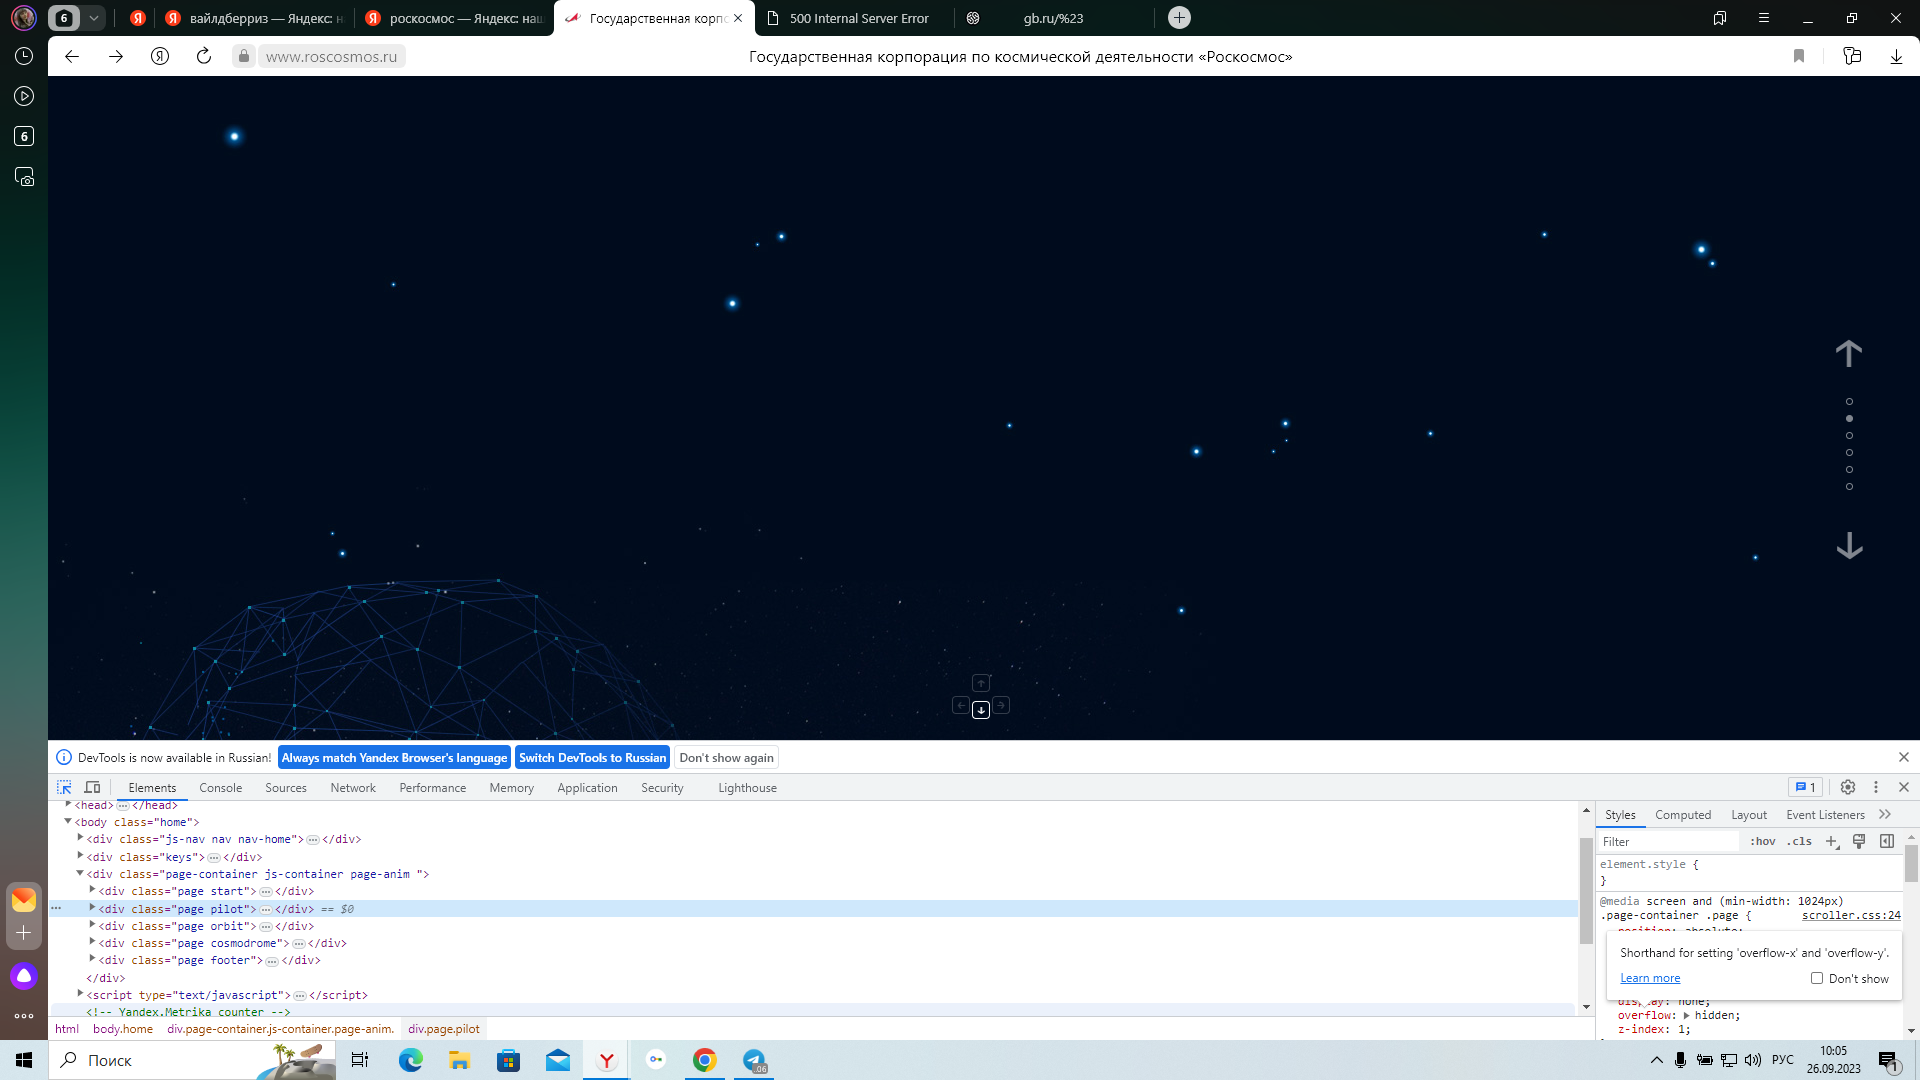 6
вайлдберриз — Яндекс: н
роскосмос — Яндекс: наш
Государственная корпо
500 Internal Server Error
gb.ru/%23
www.roscosmos.ru
Государственная корпорация по космической деятельности «Роскосмос»
6
DevTools is now available in Russian!
Always match Yandex Browser's language
Switch DevTools to Russian
Don't show again
Elements
Console
Sources
Network
Performance
Memory
Application
Security
Lighthouse
1
<head>…</head>
<body class="home">
<div class="js-nav nav nav-home">…</div>
<div class="keys">…</div>
<div class="page-container js-container page-anim ">
<div class="page start">…</div>
<div class="page pilot">…</div> == $0
<div class="page orbit">…</div>
<div class="page cosmodrome">…</div>
<div class="page footer">…</div>
</div>
<script type="text/javascript">…</script>
<!-- Yandex.Metrika counter -->
html body.home div.page-container.js-container.page-anim. div.page.pilot
Styles
Computed
Layout
Event Listeners
Filter
:hov .cls
element.style {
}
@media screen and (min-width: 1024px)
.page-container .page {
scroller.css:24
position: absolute;
Shorthand for setting 'overflow-x' and 'overflow-y'.
Learn more
Don't show
display: none;
overflow: hidden;
z-index: 1;
Поиск
.06
РУС
10:05
26.09.2023
1